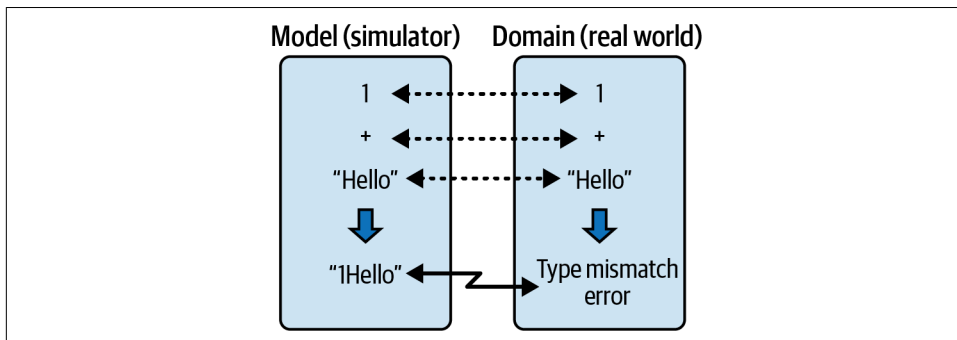 Model (simulator) Domain (real world)
1 1
+ +
“Hello” “Hello”
“1Hello” Type mismatch
error